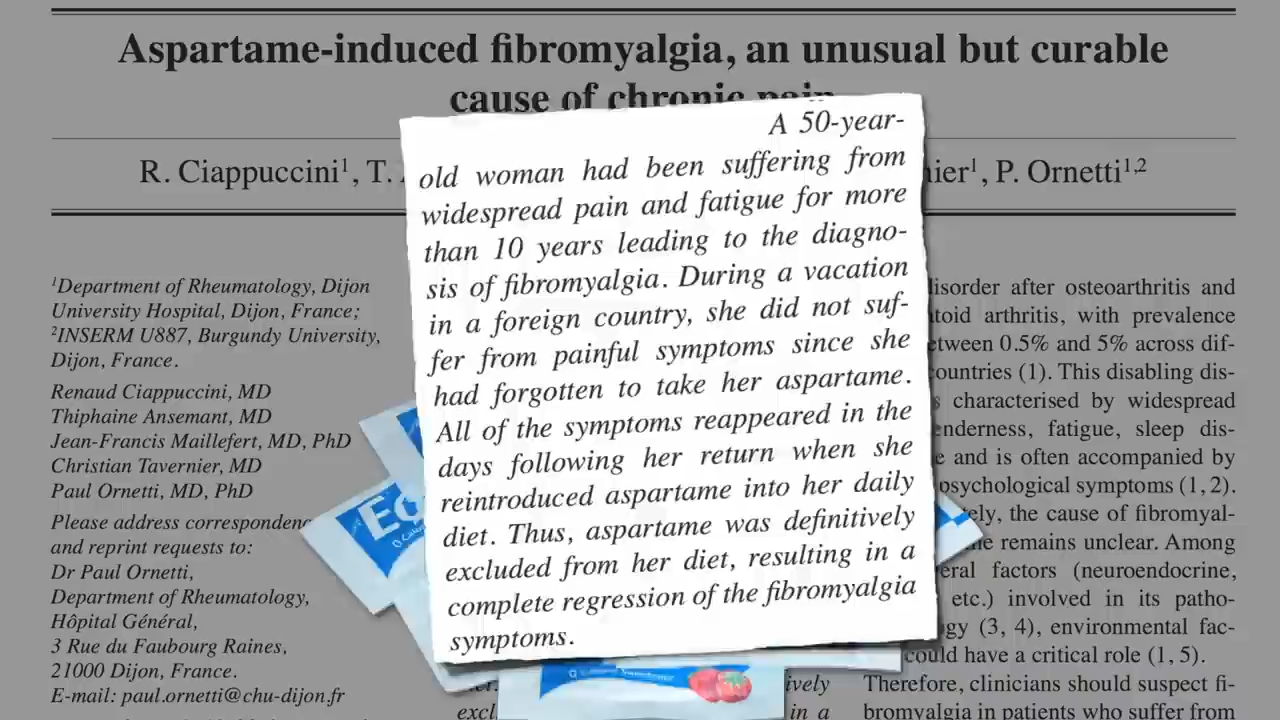 Aspartame-induced fibromyalgia, an unusual but curable
cause of chronic pain
R. Ciappuccini¹, T.
nier¹, P. Ornetti¹,²
A 50-year-
old woman had been suffering from
widespread pain and fatigue for more
than 10 years leading to the diagno-
sis of fibromyalgia. During a vacation
in a foreign country, she did not suf-
fer from painful symptoms since she
had forgotten to take her aspartame.
All of the symptoms reappeared in the
days following her return when she
reintroduced aspartame into her daily
diet. Thus, aspartame was definitively
excluded from her diet, resulting in a
complete regression of the fibromyalgia
symptoms.
¹Department of Rheumatology, Dijon
University Hospital, Dijon, France;
²INSERM U887, Burgundy University,
Dijon, France.
Renaud Ciappuccini, MD
Thiphaine Ansemant, MD
Jean-Francis Maillefert, MD, PhD
Christian Tavernier, MD
Paul Ornetti, MD, PhD
Please address correspondenc
and reprint requests to:
Dr Paul Ornetti,
Department of Rheumatology,
Hôpital Général,
3 Rue du Faubourg Raines,
21000 Dijon, France.
E-mail: paul.ornetti@chu-dijon.fr
disorder after osteoarthritis and
toid arthritis, with prevalence
etween 0.5% and 5% across dif-
countries (1). This disabling dis-
s characterised by widespread
enderness, fatigue, sleep dis-
e and is often accompanied by
psychological symptoms (1, 2).
tely, the cause of fibromyal-
remains unclear. Among
eral factors (neuroendocrine,
etc.) involved in its patho-
gy (3, 4), environmental fac-
could have a critical role (1, 5).
Therefore, clinicians should suspect fi-
bromyalgia in patients who suffer from
ively
excl
in a